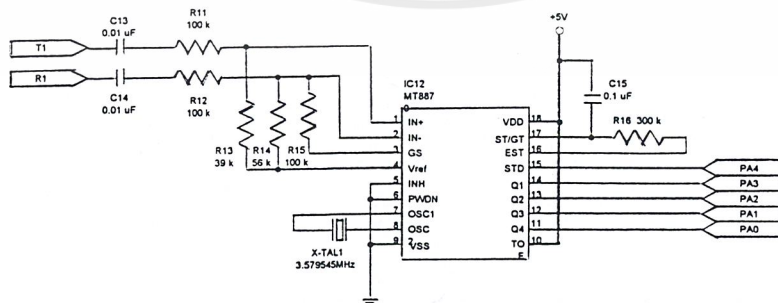 +5V
C13
0.01 uF
R11
100 k
T1
R1
C14
0.01 uF
R12
100 k
IC12
MT887
0
C15
0.1 uF
R16 300 k
R13
39 k
R14
56 k
R15
100 k
1 IN+
2 IN-
3 GS
4 Vref
5 INH
6 PWDN
7 OSC1
8 OSC
2
9 VSS
VDD 18
ST/GT 17
EST 16
STD 15
Q1 14
Q2 13
Q3 12
Q4 11
TO 10
E
PA4
PA3
PA2
PA1
PA0
X-TAL1
3.579545MHz